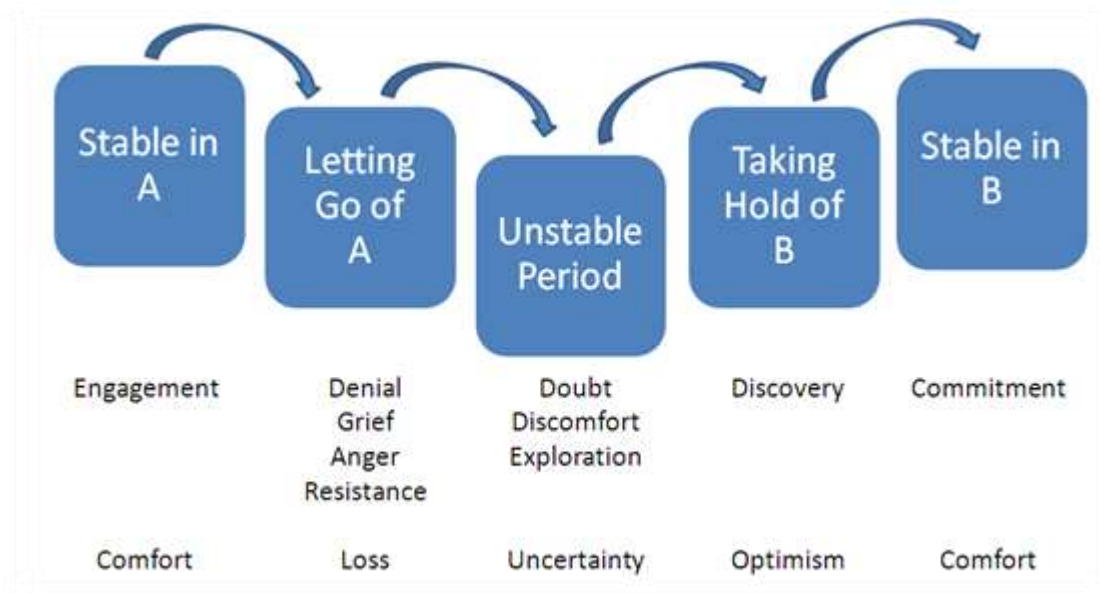 Stable in
A
Letting
Go of
A
Unstable
Period
Taking
Hold of
B
Stable in
B
Engagement
Denial
Grief
Anger
Resistance
Doubt
Discomfort
Exploration
Discovery
Commitment
Comfort
Loss
Uncertainty
Optimism
Comfort